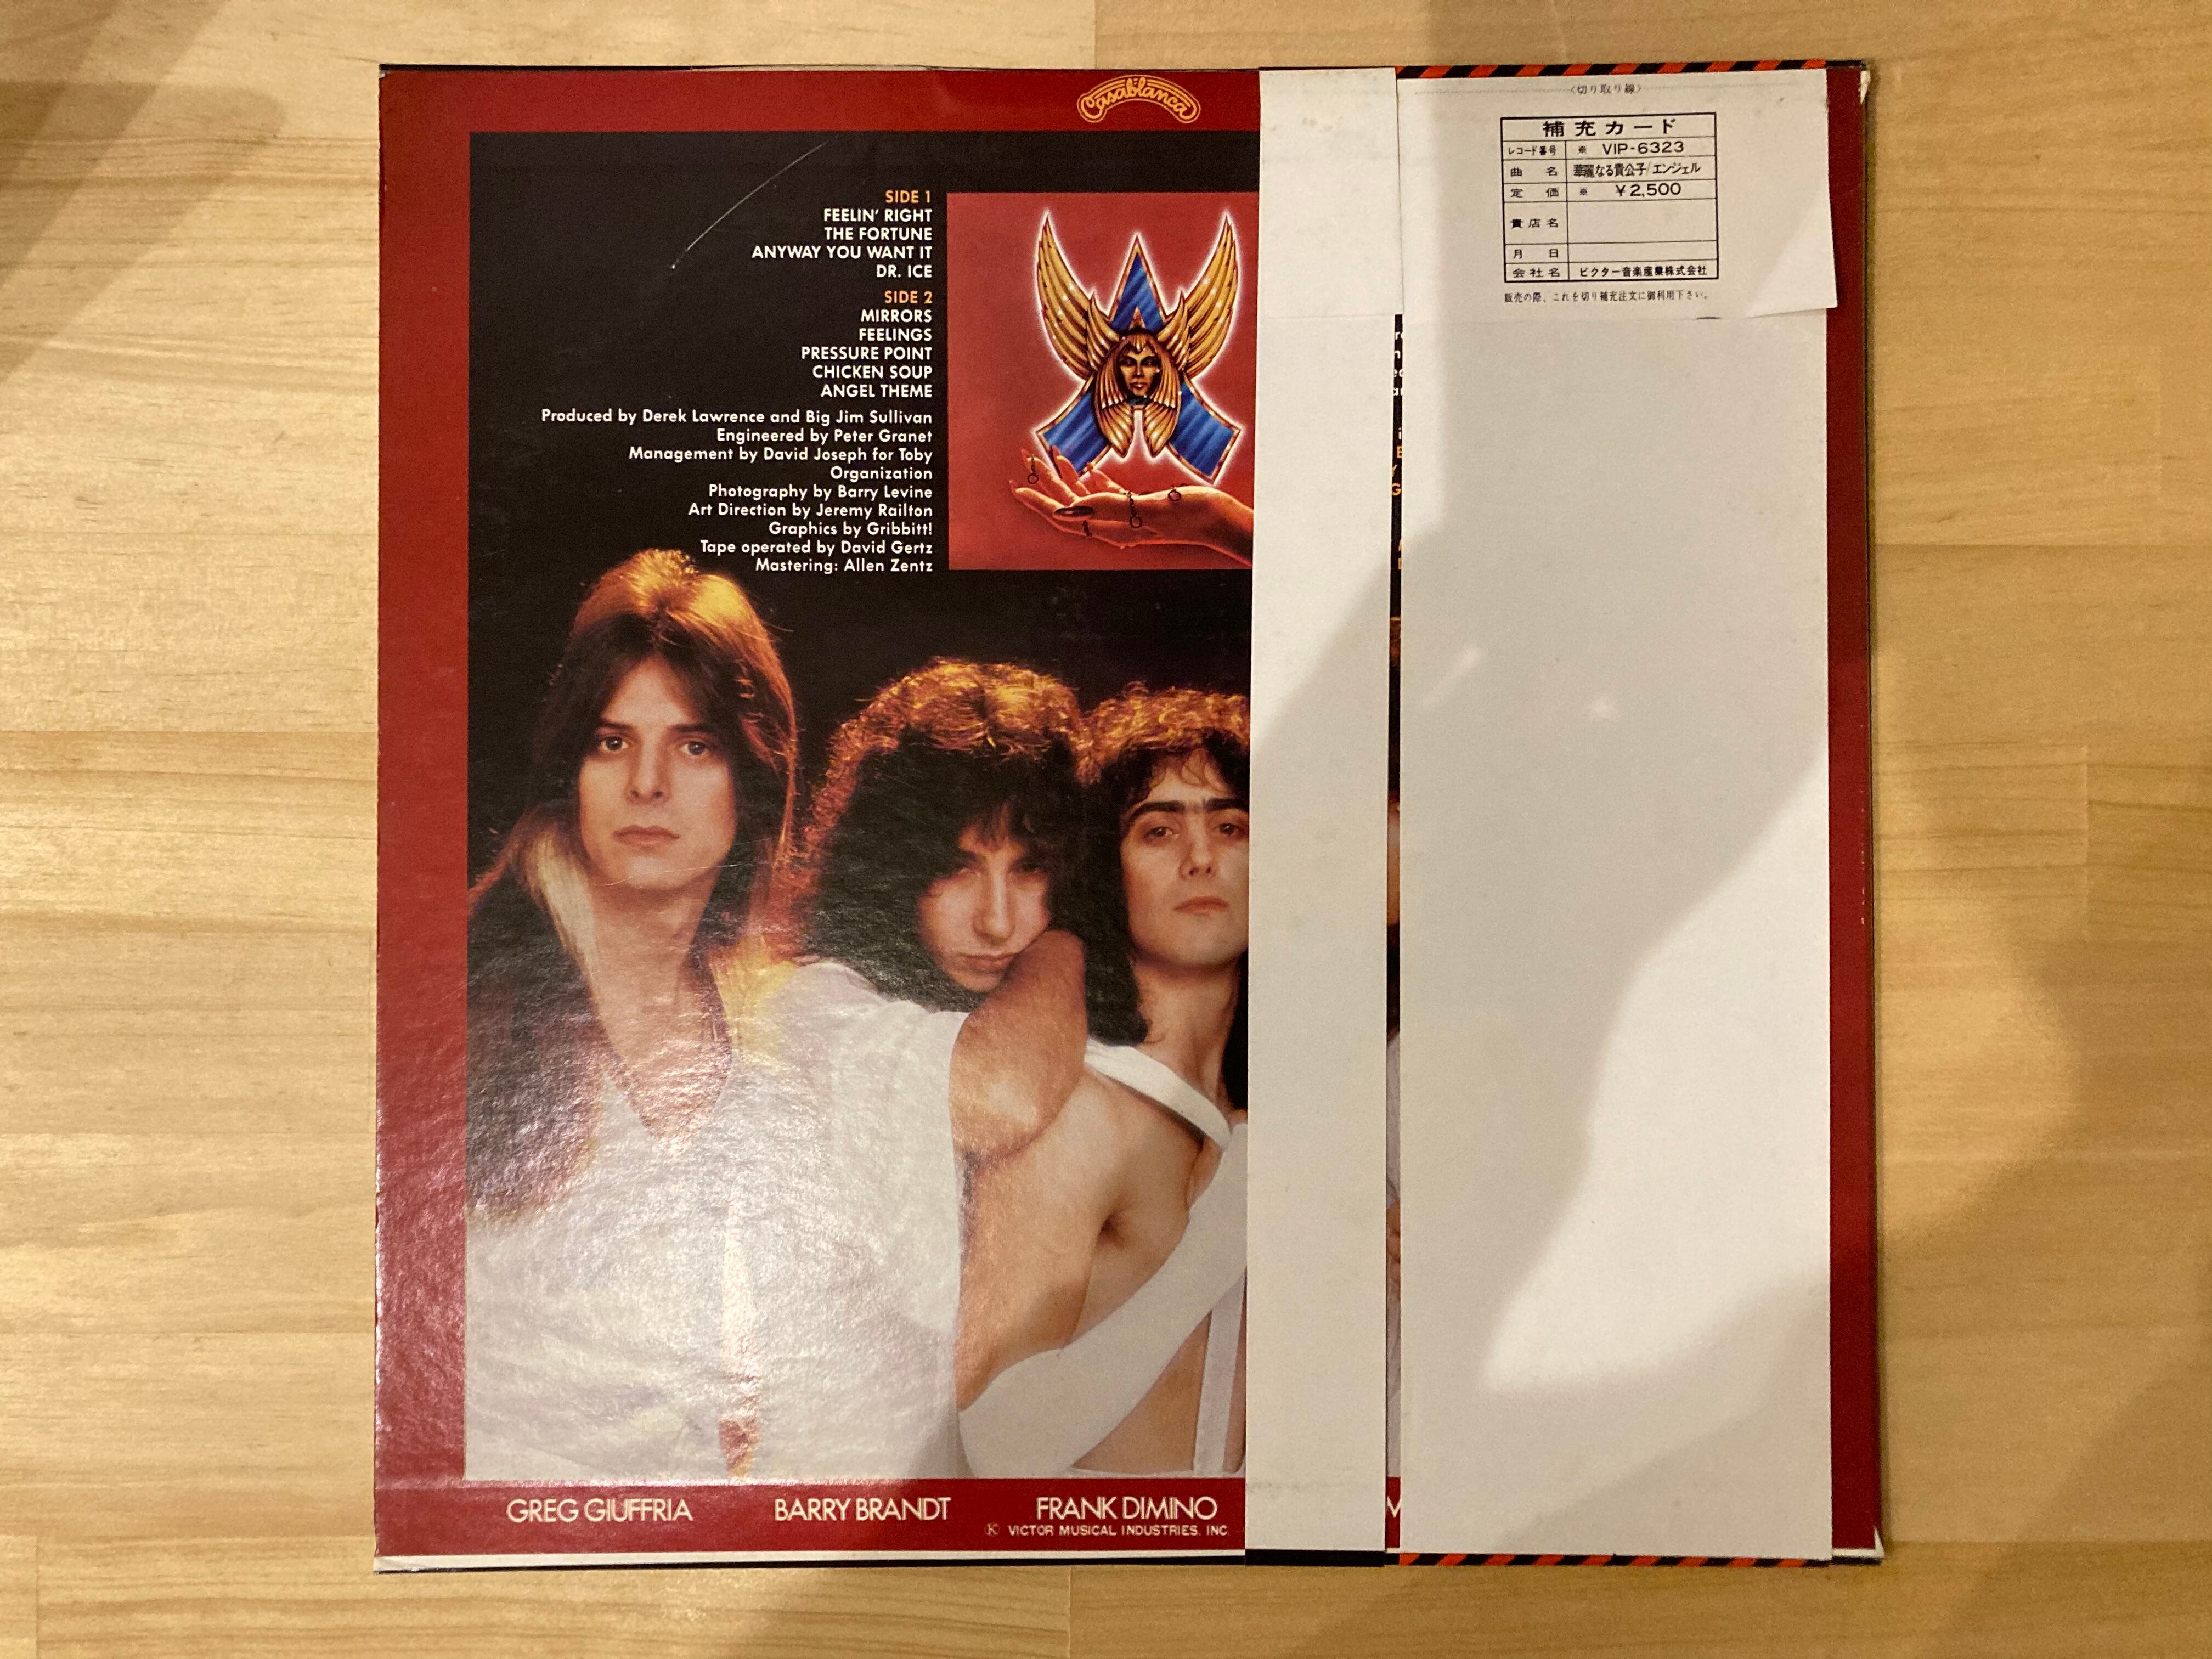 Casablanca
SIDE 1
FEELIN' RIGHT
THE FORTUNE
ANYWAY YOU WANT IT
DR. ICE
SIDE 2
MIRRORS
FEELINGS
PRESSURE POINT
CHICKEN SOUP
ANGEL THEME
Produced by Derek Lawrence and Big Jim Sullivan
Engineered by Peter Granet
Management by David Joseph for Toby
Organization
Photography by Barry Levine
Art Direction by Jeremy Railton
Graphics by Gribbitt!
Tape operated by David Gertz
Mastering: Allen Zentz
〈切り取り線〉
補充カード
レコード番号 ※ VIP-6323
曲名 華麗なる貴公子/エンジェル
定価 ※ ¥2,500
貴店名
月日
会社名 ビクター音楽産業株式会社
販売の際、これを切り補充注文に御利用下さい。
GREG GIUFFRIA BARRY BRANDT FRANK DIMINO
Ⓚ VICTOR MUSICAL INDUSTRIES, INC